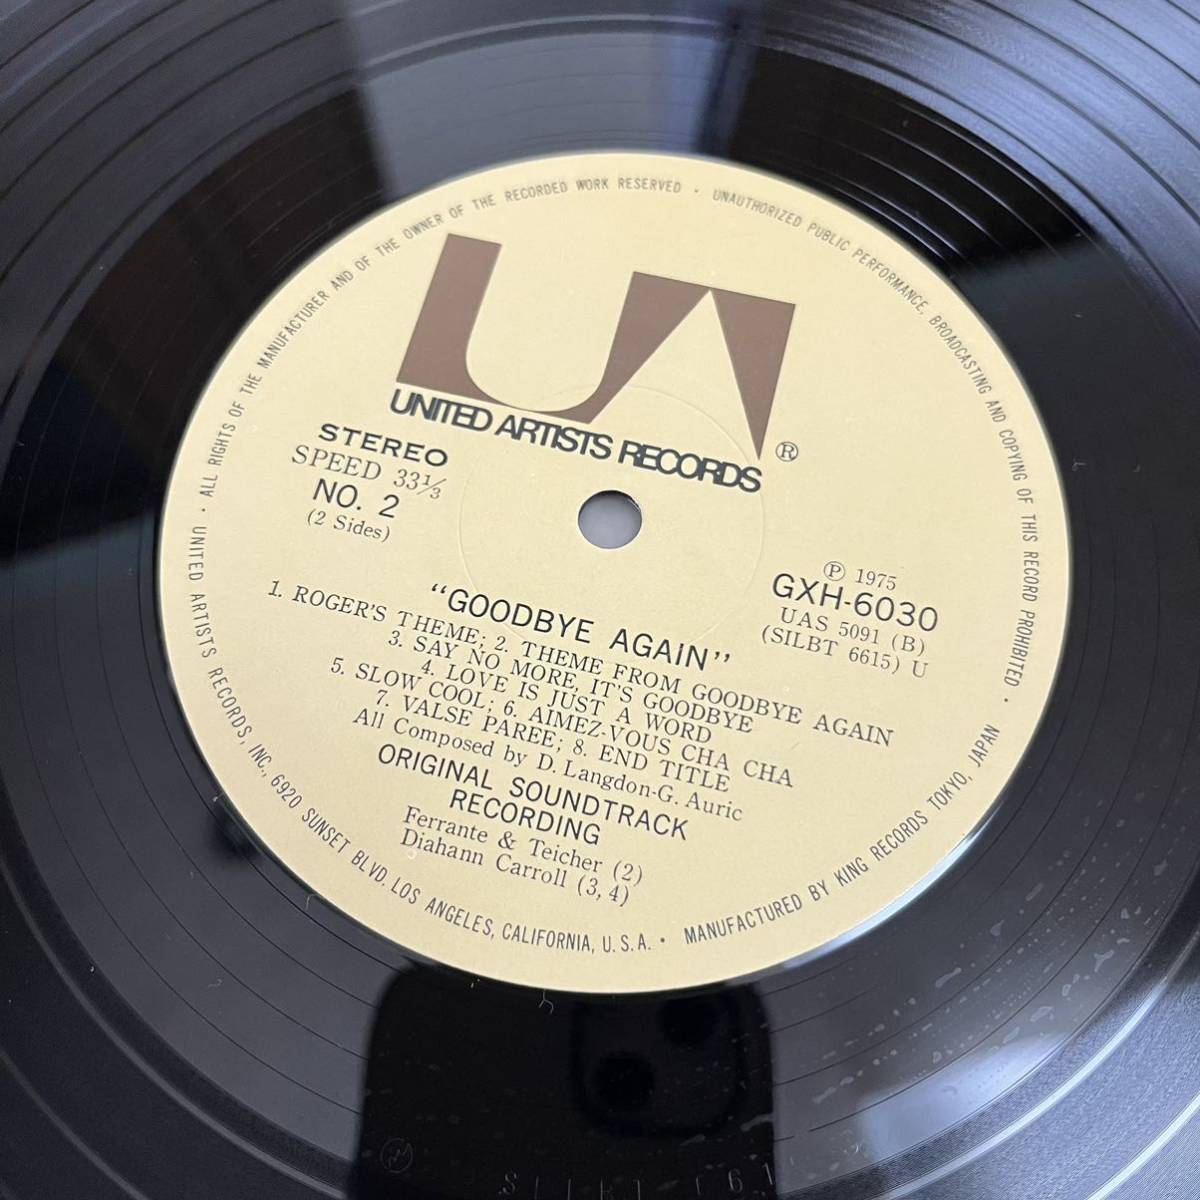 UNITED ARTISTS RECORDS ®
STEREO
SPEED 33⅓
NO. 2
(2 Sides)
Ⓟ 1975
GXH-6030
UAS 5091 (B)
(SILBT 6615) U
"GOODBYE AGAIN"
1. ROGER'S THEME; 2. THEME FROM GOODBYE AGAIN
3. SAY NO MORE, IT'S GOODBYE
4. LOVE IS JUST A WORD
5. SLOW COOL; 6. AIMEZ-VOUS CHA CHA
7. VALSE PAREE; 8. END TITLE
All Composed by D. Langdon-G. Auric
ORIGINAL SOUNDTRACK
RECORDING
Ferrante & Teicher (2)
Diahann Carroll (3, 4)
· ALL RIGHTS OF THE MANUFACTURER AND OF THE OWNER OF THE RECORDED WORK RESERVED · UNAUTHORIZED PUBLIC PERFORMANCE, BROADCASTING AND COPYING OF THIS RECORD PROHIBITED ·
UNITED ARTISTS RECORDS, INC., 6920 SUNSET BLVD. LOS ANGELES, CALIFORNIA, U.S.A. · MANUFACTURED BY KING RECORDS TOKYO, JAPAN